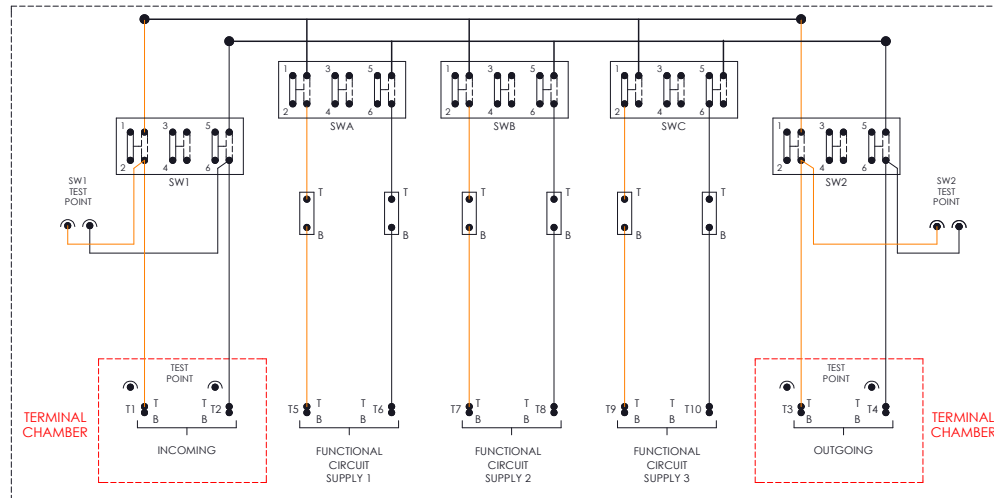 1 3 5
2 4 6
SWA
1 3 5
2 4 6
SWB
1 3 5
2 4 6
SWC
1 3 5
2 4 6
SW1
1 3 5
2 4 6
SW2
SW1
TEST
POINT
SW2
TEST
POINT
T
B
T
B
T
B
T
B
T
B
T
B
TERMINAL
CHAMBER
TEST
POINT
T1
T
B
T
B
T2
INCOMING
T5
T
B
T
B
T6
FUNCTIONAL
CIRCUIT
SUPPLY 1
T7
T
B
T
B
T8
FUNCTIONAL
CIRCUIT
SUPPLY 2
T9
T
B
T
B
T10
FUNCTIONAL
CIRCUIT
SUPPLY 3
TEST
POINT
T3
T
B
T
B
T4
OUTGOING
TERMINAL
CHAMBER